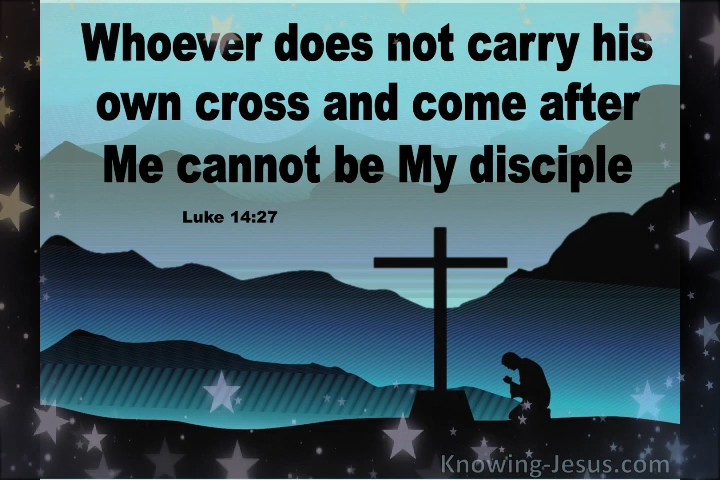 Whoever does not carry his
own cross and come after
Me cannot be My disciple
Luke 14:27
Knowing-Jesus.com